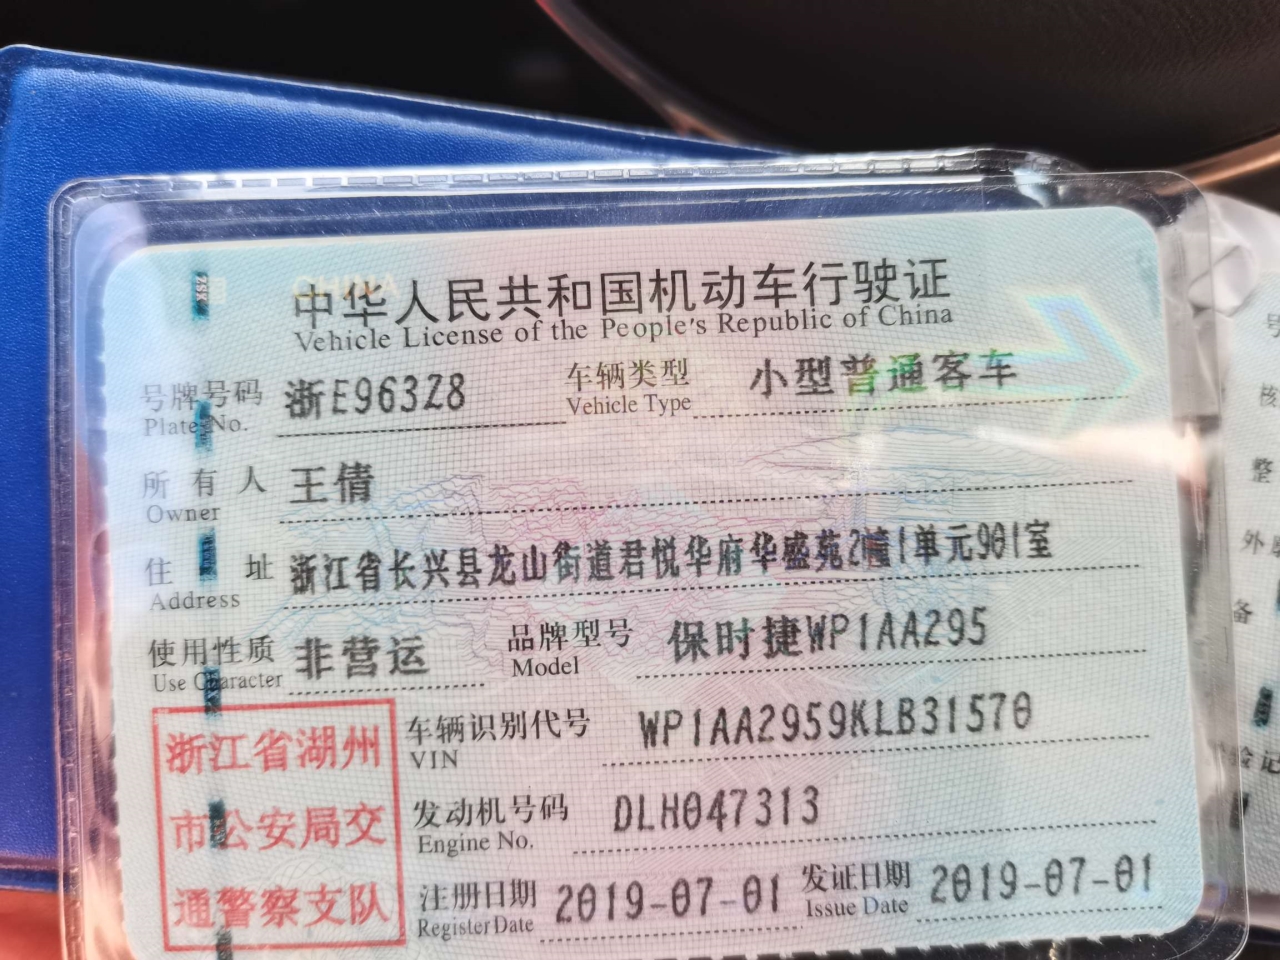 中华人民共和国机动车行驶证
Vehicle License of the People's Republic of China
号牌号码 浙E963Z8 车辆类型 小型普通客车
Plate No. Vehicle Type
所有人 王倩
Owner
住址 浙江省长兴县龙山街道君悦华府华盛苑2幢1单元901室
Address
使用性质 非营运 品牌型号 保时捷WP1AA295
Use Character Model
浙江省湖州
市公安局交
通警察支队
车辆识别代号 WP1AA2959KLB31570
VIN
发动机号码 DLH047313
Engine No.
注册日期 2019-07-01 发证日期 2019-07-01
Register Date Issue Date
号
核
整
外
备
验记